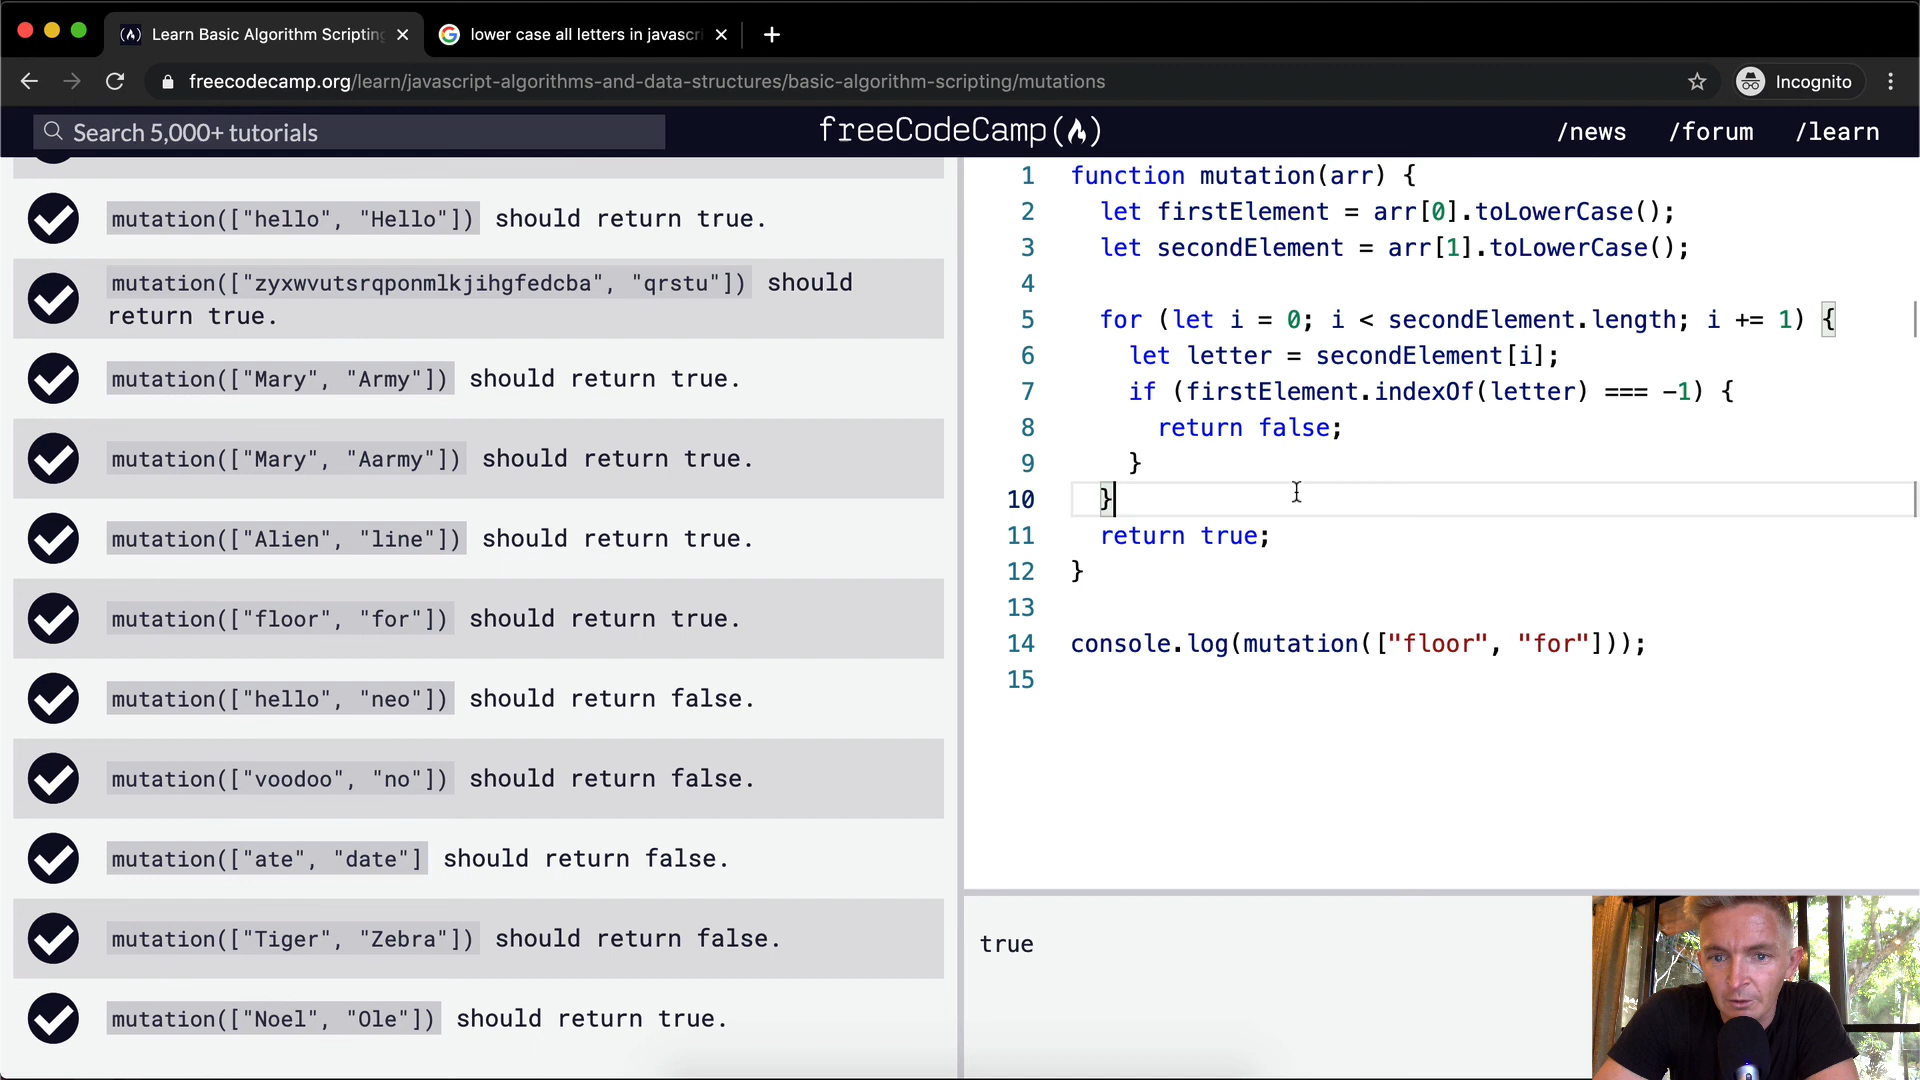 Learn Basic Algorithm Scripting
lower case all letters in javascri
freecodecamp.org/learn/javascript-algorithms-and-data-structures/basic-algorithm-scripting/mutations
Incognito
Search 5,000+ tutorials
freeCodeCamp
/news
/forum
/learn
mutation(["hello", "Hello"]) should return true.
mutation(["zyxwvutsrqponmlkjihgfedcba", "qrstu"]) should
return true.
mutation(["Mary", "Army"]) should return true.
mutation(["Mary", "Aarmy"]) should return true.
mutation(["Alien", "line"]) should return true.
mutation(["floor", "for"]) should return true.
mutation(["hello", "neo"]) should return false.
mutation(["voodoo", "no"]) should return false.
mutation(["ate", "date"] should return false.
mutation(["Tiger", "Zebra"]) should return false.
mutation(["Noel", "Ole"]) should return true.
1 function mutation(arr) {
2 let firstElement = arr[0].toLowerCase();
3 let secondElement = arr[1].toLowerCase();
4
5 for (let i = 0; i < secondElement.length; i += 1) {
6 let letter = secondElement[i];
7 if (firstElement.indexOf(letter) === -1) {
8 return false;
9 }
10 }
11 return true;
12 }
13
14 console.log(mutation(["floor", "for"]));
15
true